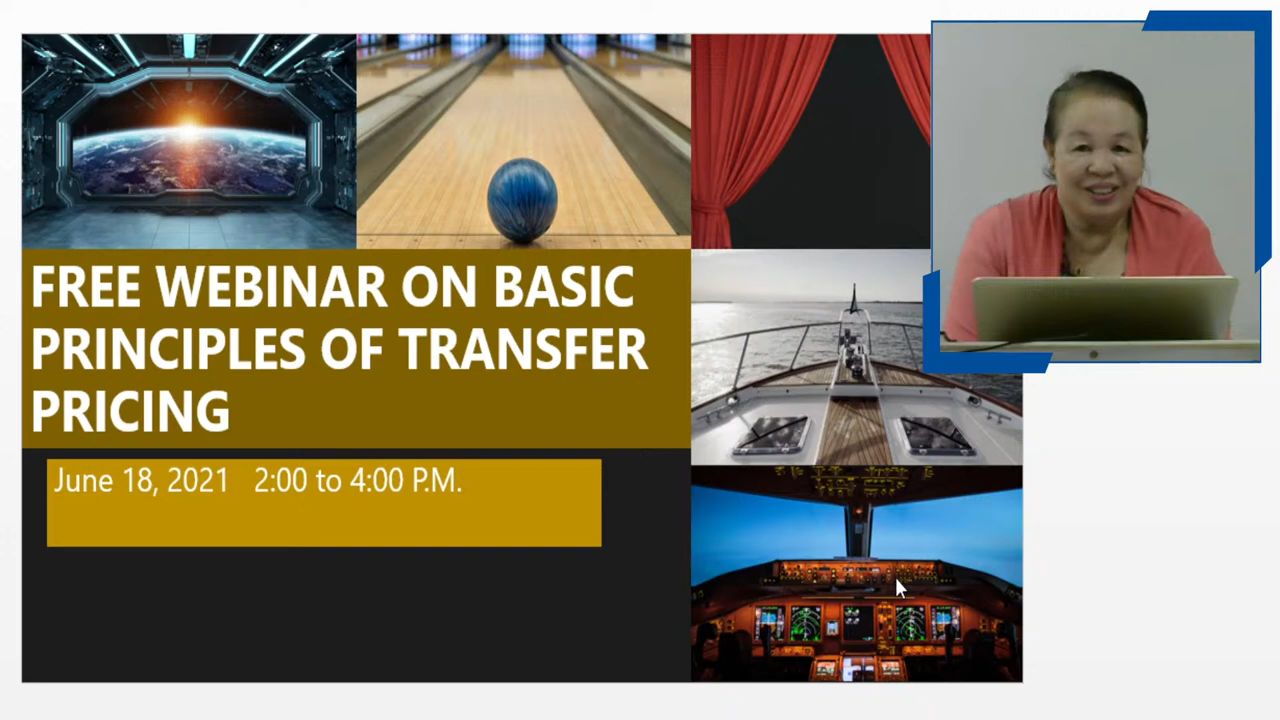 FREE WEBINAR ON BASIC
PRINCIPLES OF TRANSFER
PRICING
June 18, 2021 2:00 to 4:00 P.M.